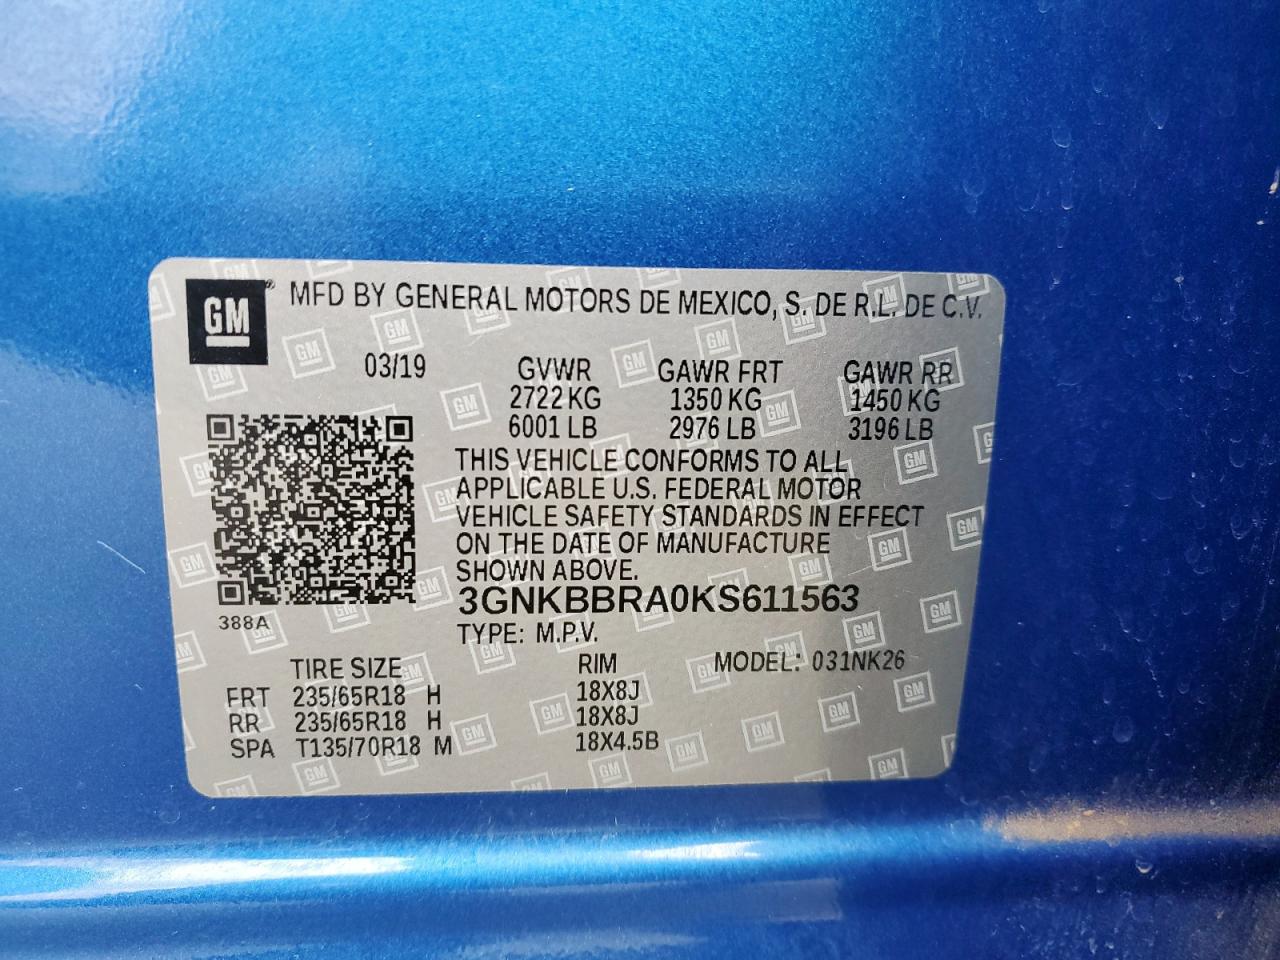 GM ® MFD BY GENERAL MOTORS DE MEXICO, S. DE R.L. DE C.V.
03/19 GVWR GAWR FRT GAWR RR
2722 KG 1350 KG 1450 KG
6001 LB 2976 LB 3196 LB
THIS VEHICLE CONFORMS TO ALL
APPLICABLE U.S. FEDERAL MOTOR
VEHICLE SAFETY STANDARDS IN EFFECT
ON THE DATE OF MANUFACTURE
SHOWN ABOVE.
3GNKBBRA0KS611563
388A
TYPE: M.P.V.
TIRE SIZE RIM MODEL: 031NK26
FRT 235/65R18 H 18X8J
RR 235/65R18 H 18X8J
SPA T135/70R18 M 18X4.5B